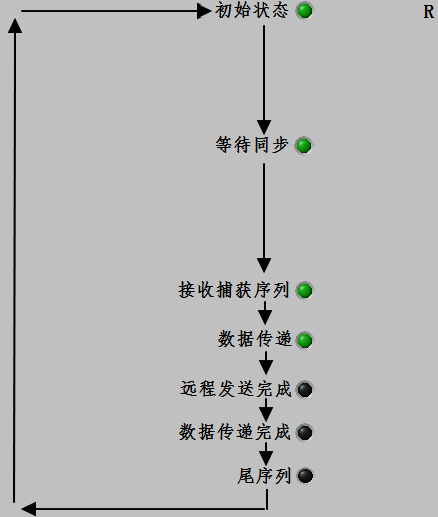 初始状态 R
等待同步
接收捕获序列
数据传递
远程发送完成
数据传递完成
尾序列